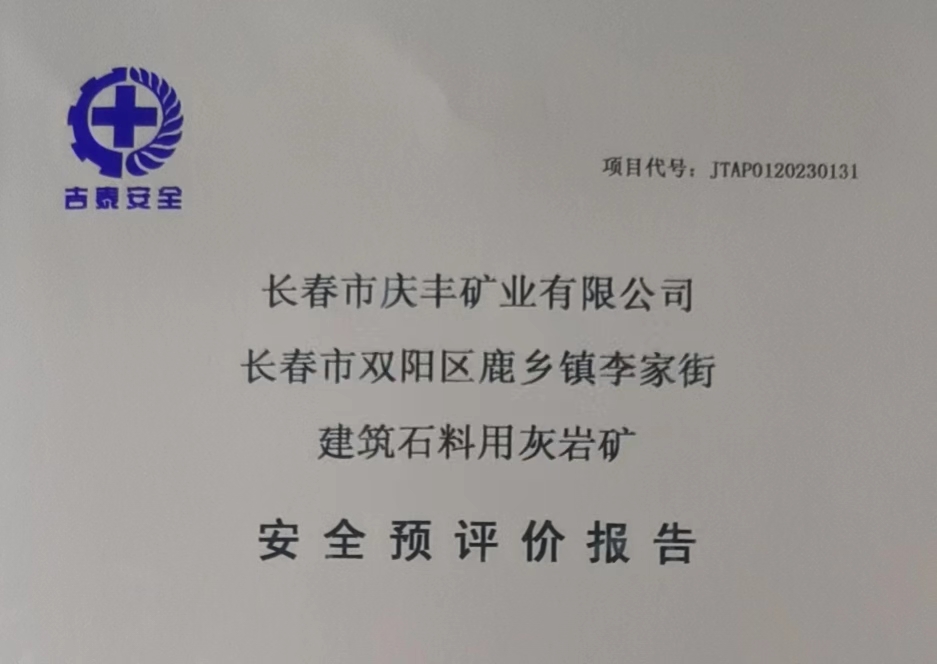 吉泰安全
项目代号：JTAP0120230131
长春市庆丰矿业有限公司
长春市双阳区鹿乡镇李家街
建筑石料用灰岩矿
安全预评价报告